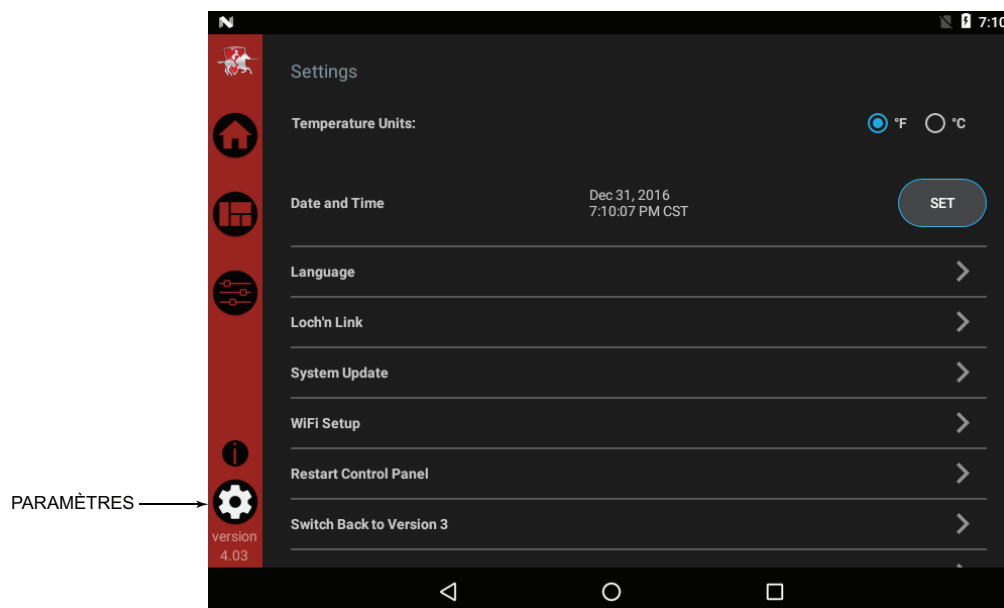 7:10
Settings
Temperature Units:
°F
°C
Date and Time
Dec 31, 2016
7:10:07 PM CST
SET
Language
Loch'n Link
System Update
WiFi Setup
Restart Control Panel
PARAMÈTRES
Switch Back to Version 3
version
4.03